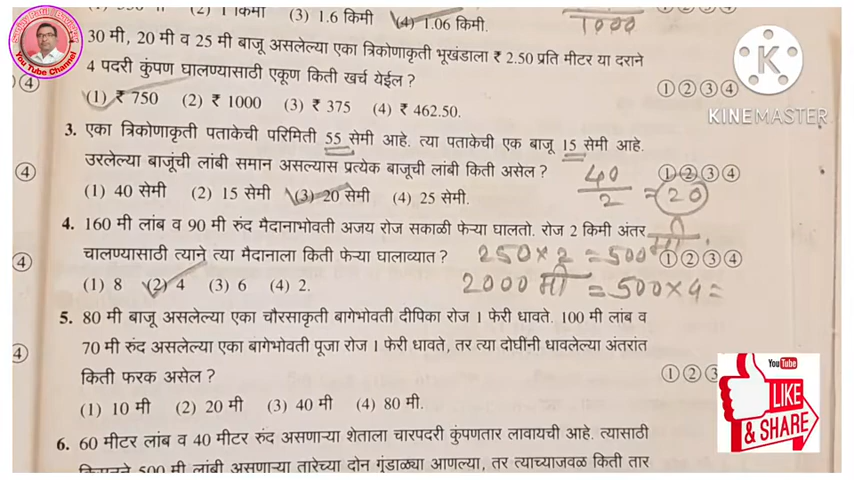 (2) 1 किमी (3) 1.6 किमी (4) 1.06 किमी.
1000
30 मी, 20 मी व 25 मी बाजू असलेल्या एका त्रिकोणाकृती भूखंडाला ₹ 2.50 प्रति मीटर या दराने
4 पदरी कुंपण घालण्यासाठी एकूण किती खर्च येईल ?
④ ①②③④
(1) ₹ 750 (2) ₹ 1000 (3) ₹ 375 (4) ₹ 462.50.
3. एका त्रिकोणाकृती पताकेची परिमिती 55 सेमी आहे. त्या पताकेची एक बाजू 15 सेमी आहे.
उरलेल्या बाजूंची लांबी समान असल्यास प्रत्येक बाजूची लांबी किती असेल ?
④ ①②③④
(1) 40 सेमी (2) 15 सेमी (3) 20 सेमी (4) 25 सेमी.
40/2 = 20
4. 160 मी लांब व 90 मी रुंद मैदानाभोवती अजय रोज सकाळी फेऱ्या घालतो. रोज 2 किमी अंतर
चालण्यासाठी त्याने त्या मैदानाला किती फेऱ्या घालाव्यात ?
250×2 = 500 मी.
④ ①②③④
(1) 8 (2) 4 (3) 6 (4) 2.
2000 मी = 500×4 =
5. 80 मी बाजू असलेल्या एका चौरसाकृती बागेभोवती दीपिका रोज 1 फेरी धावते. 100 मी लांब व
70 मी रुंद असलेल्या एका बागेभोवती पूजा रोज 1 फेरी धावते, तर त्या दोघींनी धावलेल्या अंतरांत
किती फरक असेल ?
④ ①②③
(1) 10 मी (2) 20 मी (3) 40 मी (4) 80 मी.
6. 60 मीटर लांब व 40 मीटर रुंद असणाऱ्या शेताला चारपदरी कुंपणतार लावायची आहे. त्यासाठी
500 मी लांबी असणाऱ्या तारेच्या दोन गुंडाळ्या आणल्या, तर त्याच्याजवळ किती तार
You Tube Channel
K
KINEMASTER
YouTube
LIKE
& SHARE